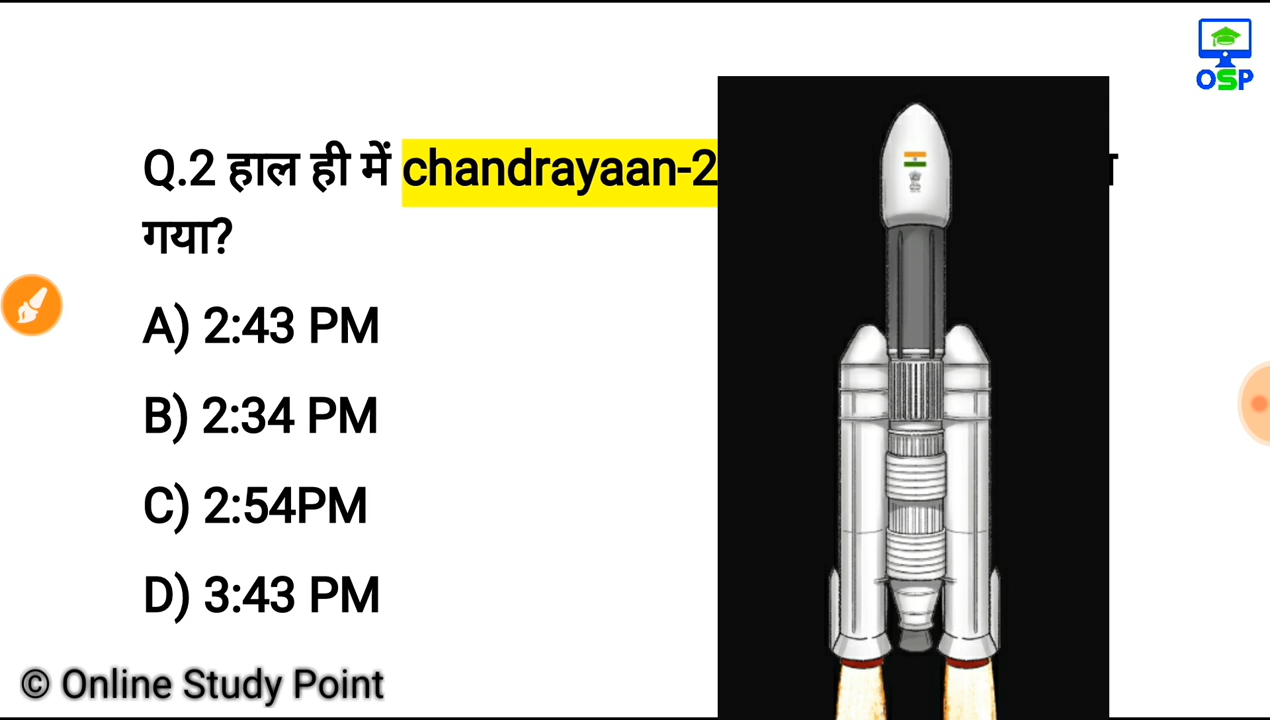 OSP
Q.2 हाल ही में chandrayaan-2
गया?
A) 2:43 PM
B) 2:34 PM
C) 2:54PM
D) 3:43 PM
© Online Study Point